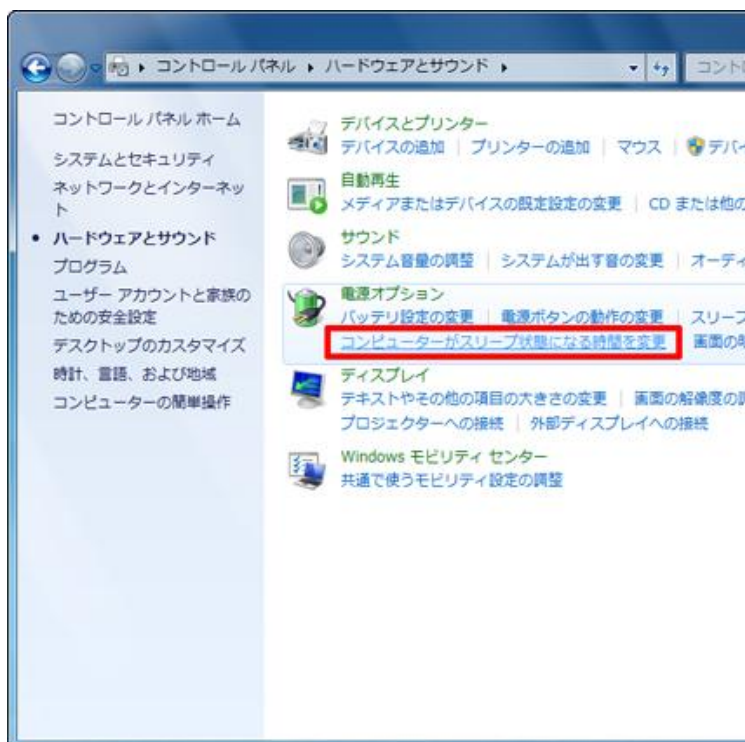 コントロール パネル ハードウェアとサウンド
コントロール パネル ホーム
システムとセキュリティ
ネットワークとインターネッ
ト
ハードウェアとサウンド
プログラム
ユーザー アカウントと家族の
ための安全設定
デスクトップのカスタマイズ
時計、言語、および地域
コンピューターの簡単操作
デバイスとプリンター
デバイスの追加 | プリンターの追加 | マウス | デバイ
自動再生
メディアまたはデバイスの既定設定の変更 | CD または他の
サウンド
システム音量の調整 | システムが出す音の変更 | オーディ
電源オプション
バッテリ設定の変更 | 電源ボタンの動作の変更 | スリープ
コンピューターがスリープ状態になる時間を変更 画面の明
ディスプレイ
テキストやその他の項目の大きさの変更 | 画面の解像度の
プロジェクターへの接続 | 外部ディスプレイへの接続
Windows モビリティ センター
共通で使うモビリティ設定の調整